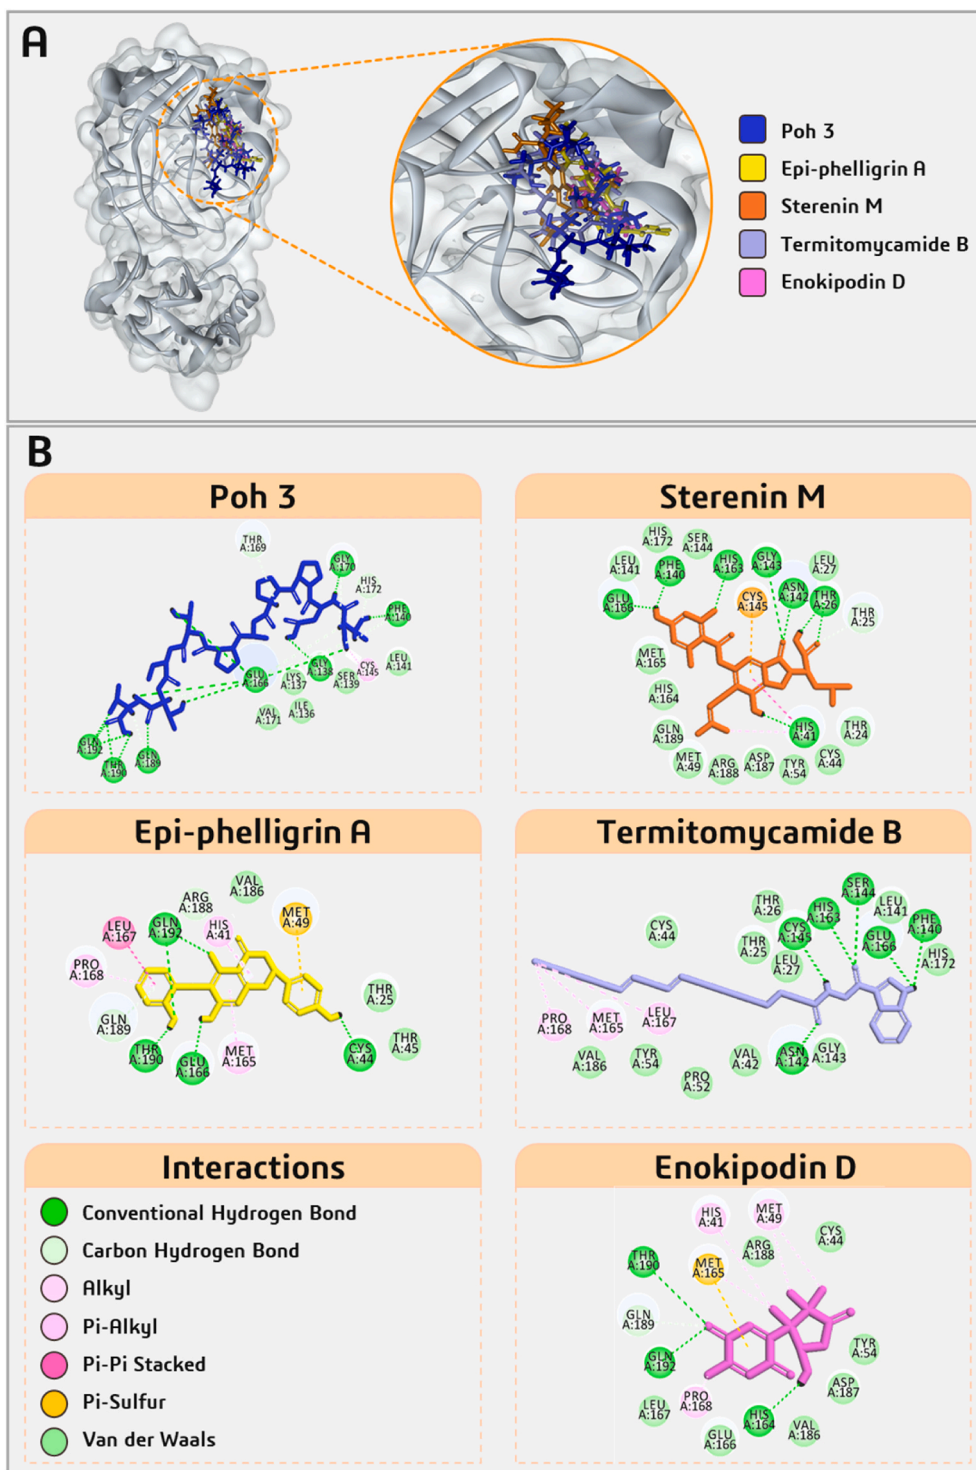 A
Poh 3
Epi-phelligrin A
Sterenin M
Termitomycamide B
Enokipodin D
B
Poh 3
THR
A:169
GLY
A:170
HIS
A:172
PHE
A:140
LEU
A:141
CYS
A:145
GLY
A:138
SER
A:139
LYS
A:137
GLU
A:166
ILE
A:136
VAL
A:171
GLN
A:192
THR
A:190
GLN
A:189
Sterenin M
HIS
A:172
SER
A:144
LEU
A:141
PHE
A:140
HIS
A:163
GLY
A:143
LEU
A:27
GLU
A:166
CYS
A:145
ASN
A:142
THR
A:26
THR
A:25
MET
A:165
HIS
A:164
GLN
A:189
HIS
A:41
THR
A:24
MET
A:49
ARG
A:188
ASP
A:187
TYR
A:54
CYS
A:44
Epi-phelligrin A
VAL
A:186
ARG
A:188
LEU
A:167
GLN
A:192
HIS
A:41
MET
A:49
PRO
A:168
THR
A:25
GLN
A:189
THR
A:45
THR
A:190
GLU
A:166
MET
A:165
CYS
A:44
Termitomycamide B
SER
A:144
THR
A:26
HIS
A:163
LEU
A:141
PHE
A:140
CYS
A:44
CYS
A:145
GLU
A:166
THR
A:25
LEU
A:27
HIS
A:172
PRO
A:168
MET
A:165
LEU
A:167
VAL
A:186
TYR
A:54
PRO
A:52
VAL
A:42
ASN
A:142
GLY
A:143
Interactions
Conventional Hydrogen Bond
Carbon Hydrogen Bond
Alkyl
Pi-Alkyl
Pi-Pi Stacked
Pi-Sulfur
Van der Waals
Enokipodin D
HIS
A:41
MET
A:49
CYS
A:44
ARG
A:188
THR
A:190
MET
A:165
GLN
A:189
GLN
A:192
TYR
A:54
ASP
A:187
LEU
A:167
PRO
A:168
GLU
A:166
HIS
A:164
VAL
A:186